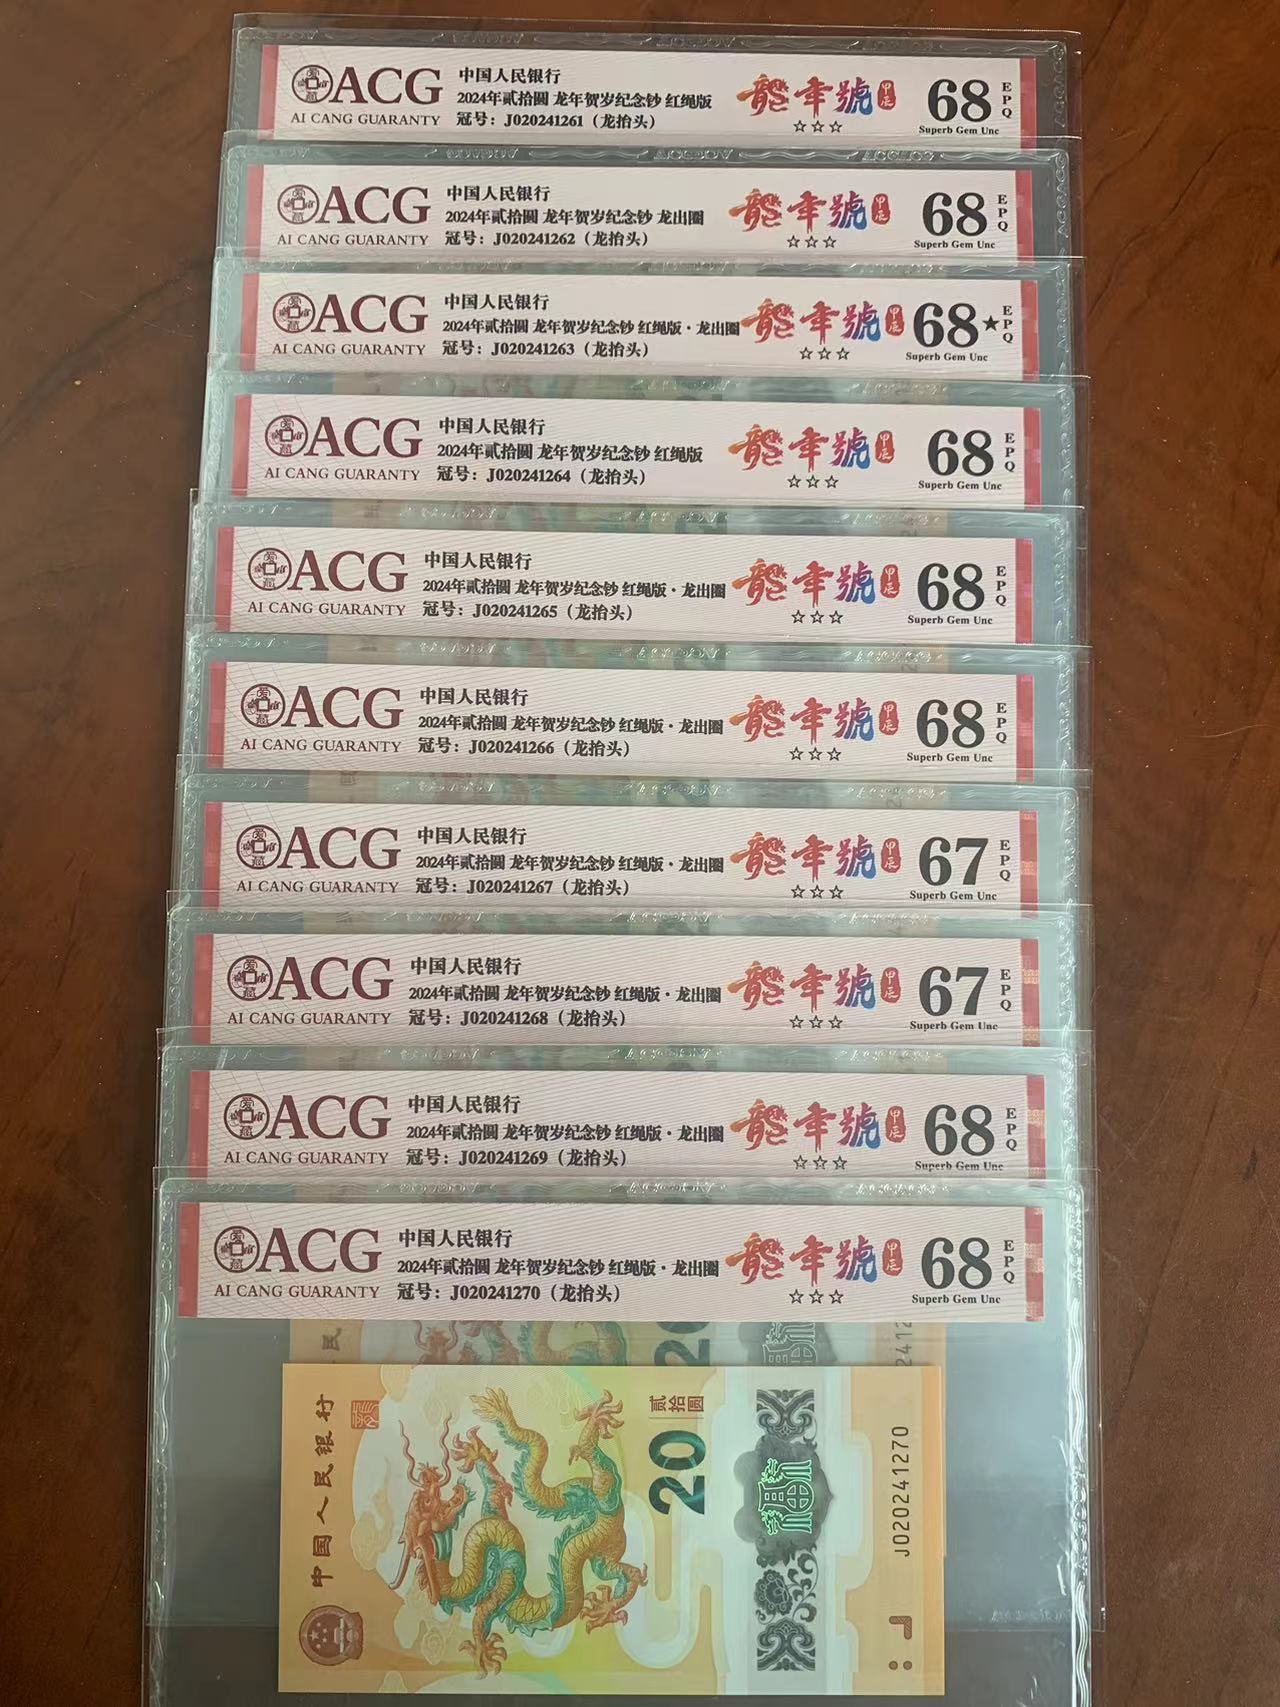 ACG
AI CANG GUARANTY
中国人民银行
2024年贰拾圆 龙年贺岁纪念钞 红绳版
冠号：J020241261（龙抬头）
龍年號 甲辰
☆☆☆
68 EPQ
Superb Gem Unc
ACG
AI CANG GUARANTY
中国人民银行
2024年贰拾圆 龙年贺岁纪念钞 龙出圈
冠号：J020241262（龙抬头）
龍年號 甲辰
☆☆☆
68 EPQ
Superb Gem Unc
ACG
AI CANG GUARANTY
中国人民银行
2024年贰拾圆 龙年贺岁纪念钞 红绳版·龙出圈
冠号：J020241263（龙抬头）
龍年號 甲辰
☆☆☆
68★ EPQ
Superb Gem Unc
ACG
AI CANG GUARANTY
中国人民银行
2024年贰拾圆 龙年贺岁纪念钞 红绳版
冠号：J020241264（龙抬头）
龍年號 甲辰
☆☆☆
68 EPQ
Superb Gem Unc
ACG
AI CANG GUARANTY
中国人民银行
2024年贰拾圆 龙年贺岁纪念钞 红绳版·龙出圈
冠号：J020241265（龙抬头）
龍年號 甲辰
☆☆☆
68 EPQ
Superb Gem Unc
ACG
AI CANG GUARANTY
中国人民银行
2024年贰拾圆 龙年贺岁纪念钞 红绳版·龙出圈
冠号：J020241266（龙抬头）
龍年號 甲辰
☆☆☆
68 EPQ
Superb Gem Unc
ACG
AI CANG GUARANTY
中国人民银行
2024年贰拾圆 龙年贺岁纪念钞 红绳版·龙出圈
冠号：J020241267（龙抬头）
龍年號 甲辰
☆☆☆
67 EPQ
Superb Gem Unc
ACG
AI CANG GUARANTY
中国人民银行
2024年贰拾圆 龙年贺岁纪念钞 红绳版·龙出圈
冠号：J020241268（龙抬头）
龍年號 甲辰
☆☆☆
67 EPQ
Superb Gem Unc
ACG
AI CANG GUARANTY
中国人民银行
2024年贰拾圆 龙年贺岁纪念钞 红绳版·龙出圈
冠号：J020241269（龙抬头）
龍年號 甲辰
☆☆☆
68 EPQ
Superb Gem Unc
ACG
AI CANG GUARANTY
中国人民银行
2024年贰拾圆 龙年贺岁纪念钞 红绳版·龙出圈
冠号：J020241270（龙抬头）
龍年號 甲辰
☆☆☆
68 EPQ
Superb Gem Unc
中国人民银行
20
贰拾圆
J020241270